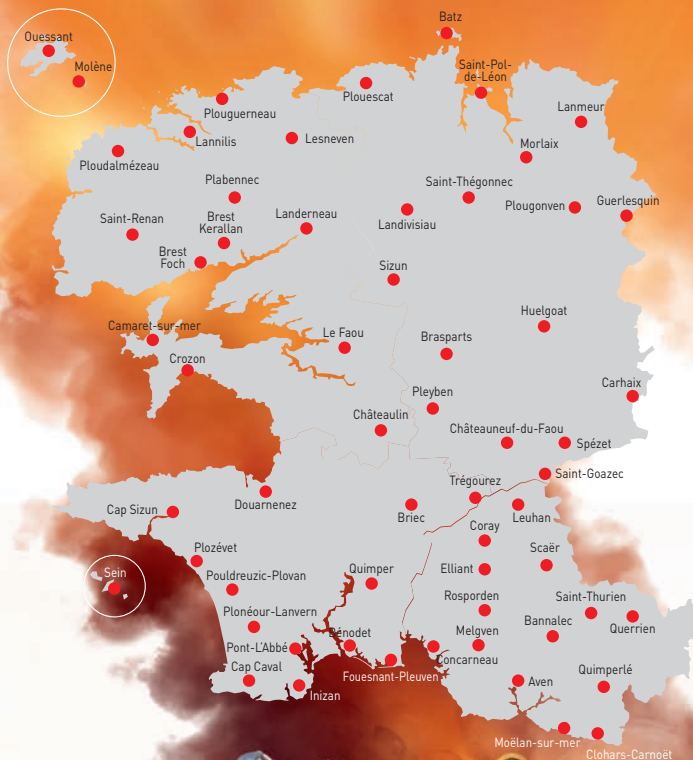 Batz
Ouessant
Molène
Saint-Pol-
de-Léon
Plouescat
Lanmeur
Plouguerneau
Lannilis
Lesneven
Morlaix
Ploudalmézeau
Plabennec
Saint-Thégonnec
Plougonven
Guerlesquin
Saint-Renan
Brest
Kerallan
Landerneau
Landivisiau
Brest
Foch
Sizun
Huelgoat
Camaret-sur-mer
Le Faou
Brasparts
Crozon
Carhaix
Pleyben
Châteaulin
Châteauneuf-du-Faou
Spézet
Saint-Goazec
Trégourez
Douarnenez
Cap Sizun
Briec
Leuhan
Coray
Plozévet
Scaër
Sein
Pouldreuzic-Plovan
Quimper
Elliant
Rosporden
Saint-Thurien
Plonéour-Lanvern
Bénodet
Melgven
Bannalec
Querrien
Pont-L'Abbé
Concarneau
Cap Caval
Fouesnant-Pleuven
Quimperlé
Aven
Inizan
Moëlan-sur-mer
Clohars-Carnoët